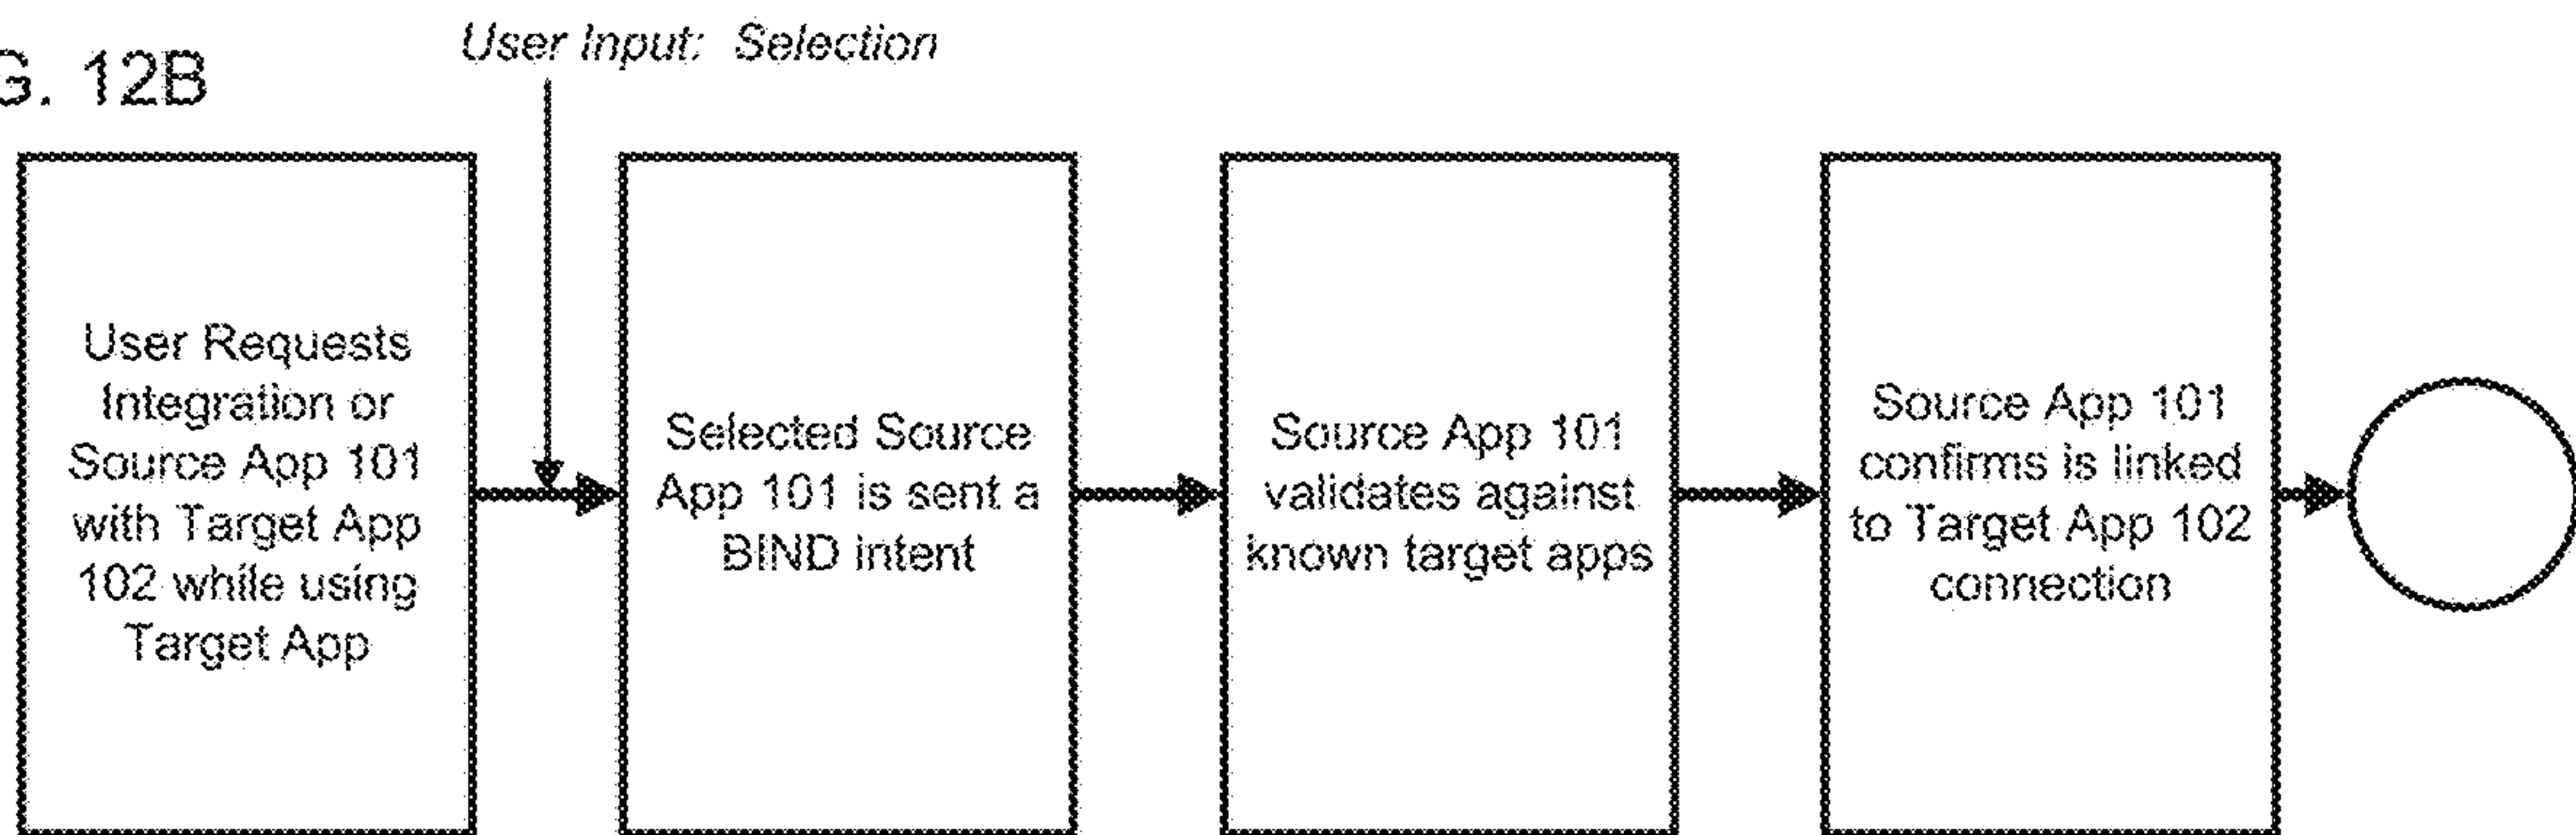 User Input: Selection
G. 12B
User Requests
Integration or
Source App 101
with Target App
102 while using
Target App
Selected Source
App 101 is sent a
BIND intent
Source App 101
validates against
known target apps
Source App 101
confirms is linked
to Target App 102
connection